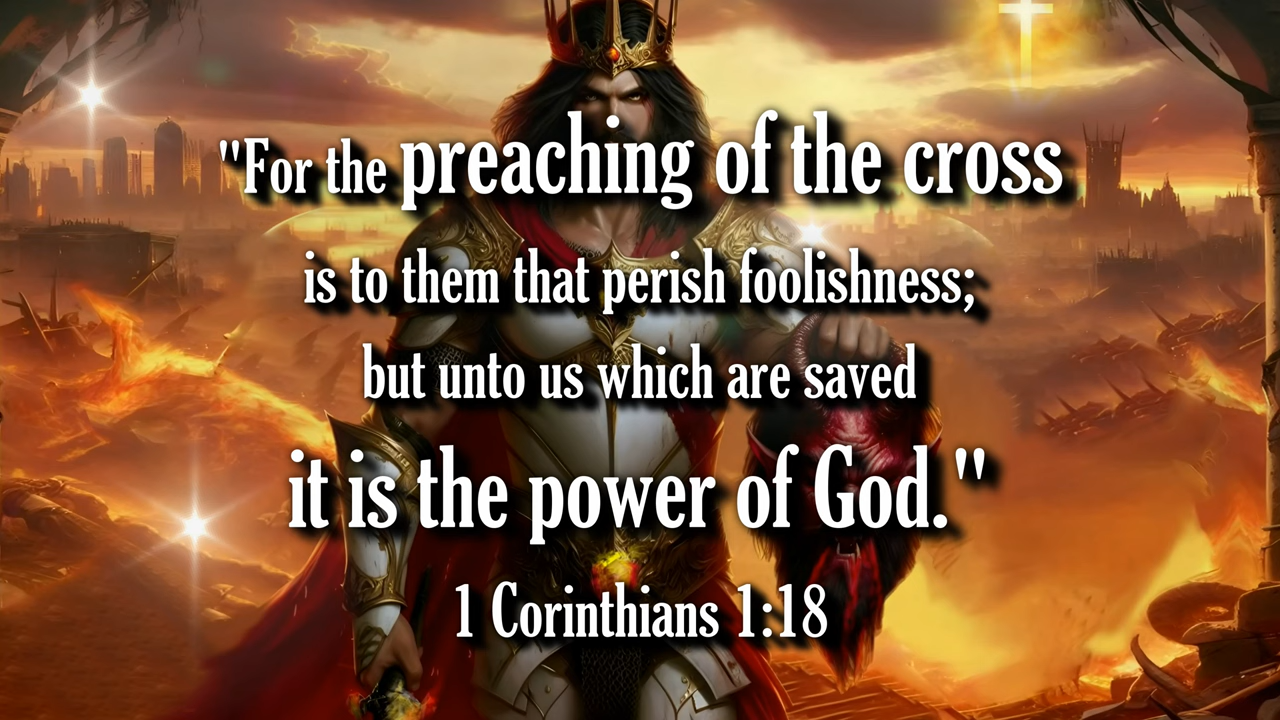 "For the preaching of the cross
is to them that perish foolishness;
but unto us which are saved
it is the power of God."
1 Corinthians 1:18